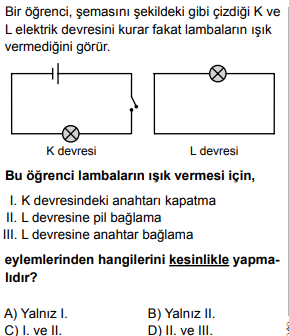 Bir öğrenci, şemasını şekildeki gibi çizdiği K ve
L elektrik devresini kurar fakat lambaların ışık
vermediğini görür.
K devresi
L devresi
Bu öğrenci lambaların ışık vermesi için,
I. K devresindeki anahtarı kapatma
II. L devresine pil bağlama
III. L devresine anahtar bağlama
eylemlerinden hangilerini kesinlikle yapma-
lıdır?
A) Yalnız I.
B) Yalnız II.
C) I. ve II.
D) II. ve III.